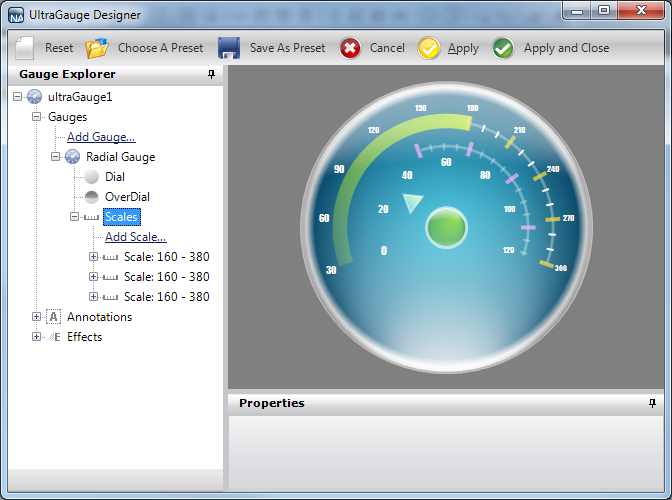 NA UltraGauge Designer
Reset Choose A Preset Save As Preset Cancel Apply Apply and Close
Gauge Explorer
ultraGauge1
Gauges
Add Gauge...
Radial Gauge
Dial
OverDial
Scales
Add Scale...
Scale: 160 - 380
Scale: 160 - 380
Scale: 160 - 380
A Annotations
E Effects
150 180
120 210
90 40 60 80 240
60 20 100 270
30 0 120 300
Properties